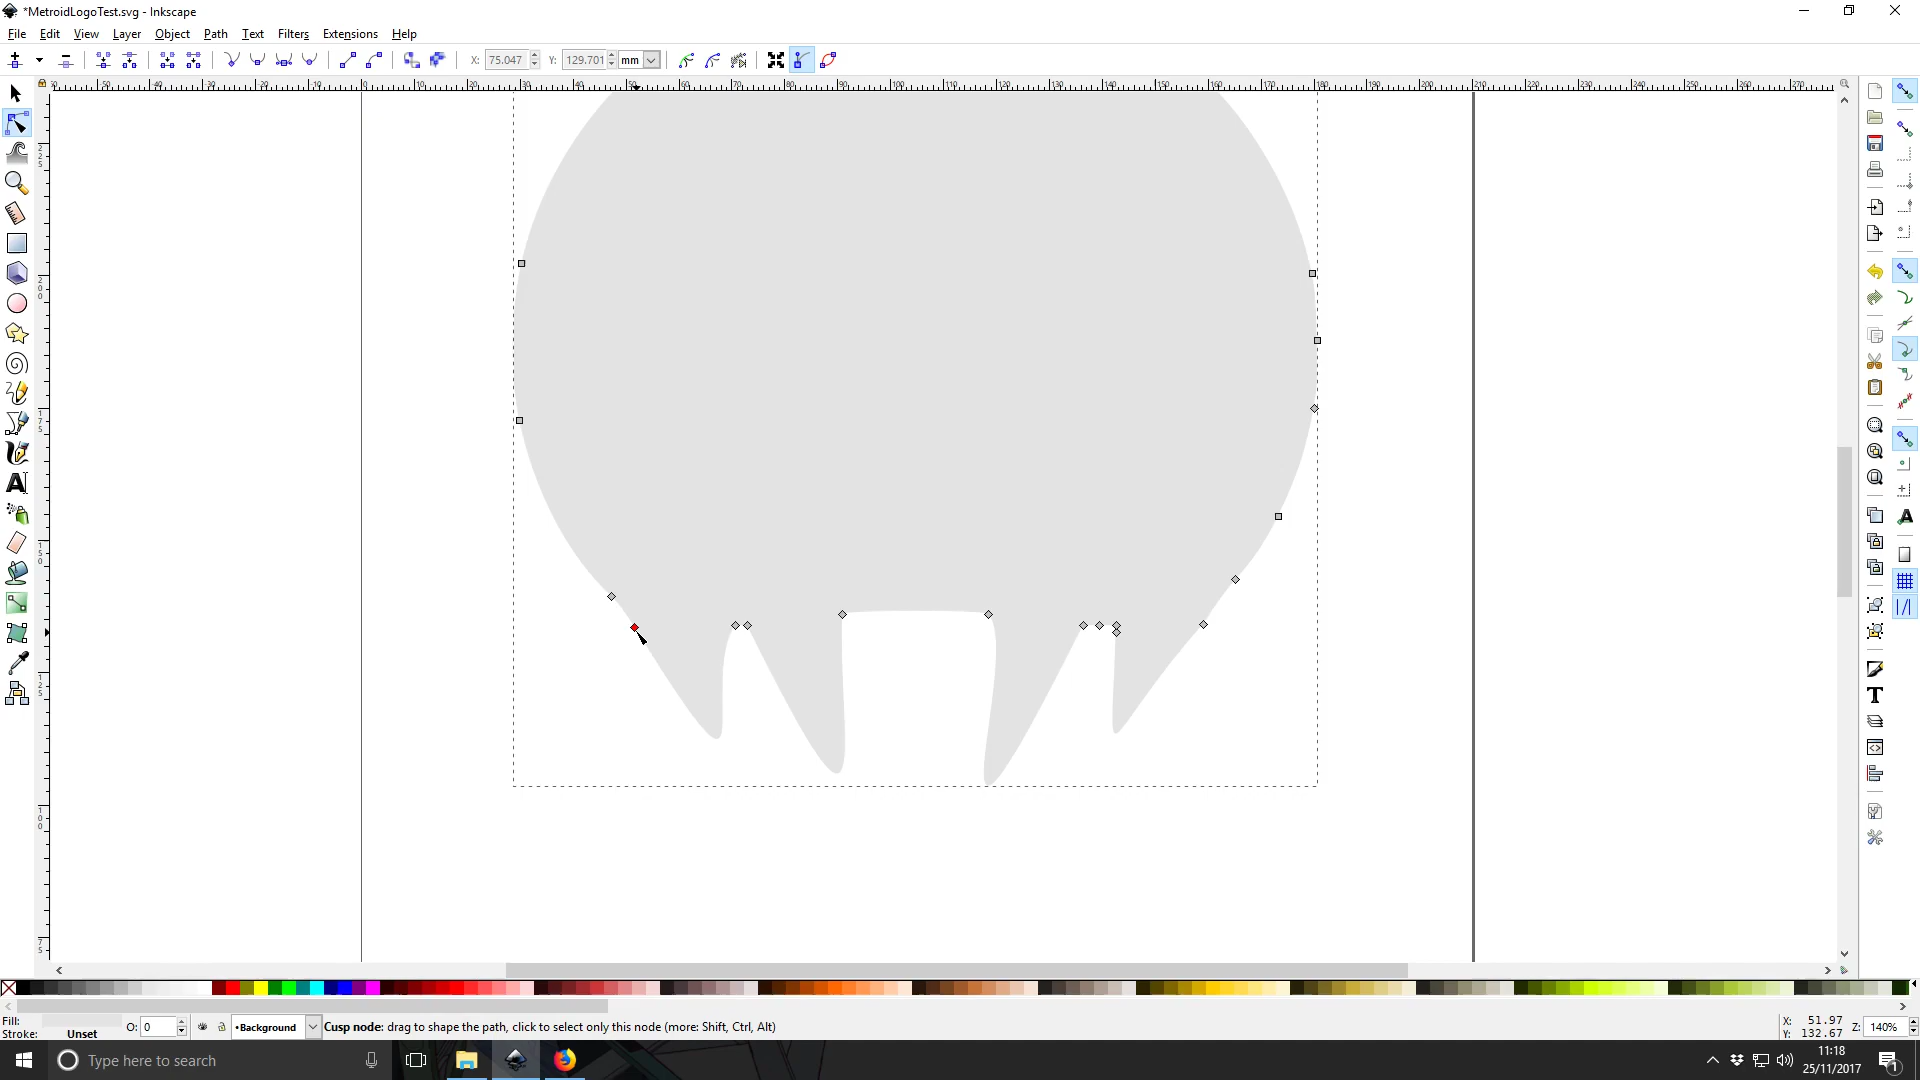 *MetroidLogoTest.svg - Inkscape
File Edit View Layer Object Path Text Filters Extensions Help
X: 75.047 Y: 129.701 mm
Fill:
Stroke: Unset
O: 0
•Background
Cusp node: drag to shape the path, click to select only this node (more: Shift, Ctrl, Alt)
X: 51.97
Y: 132.67
Z: 140%
Type here to search
11:18
25/11/2017
1